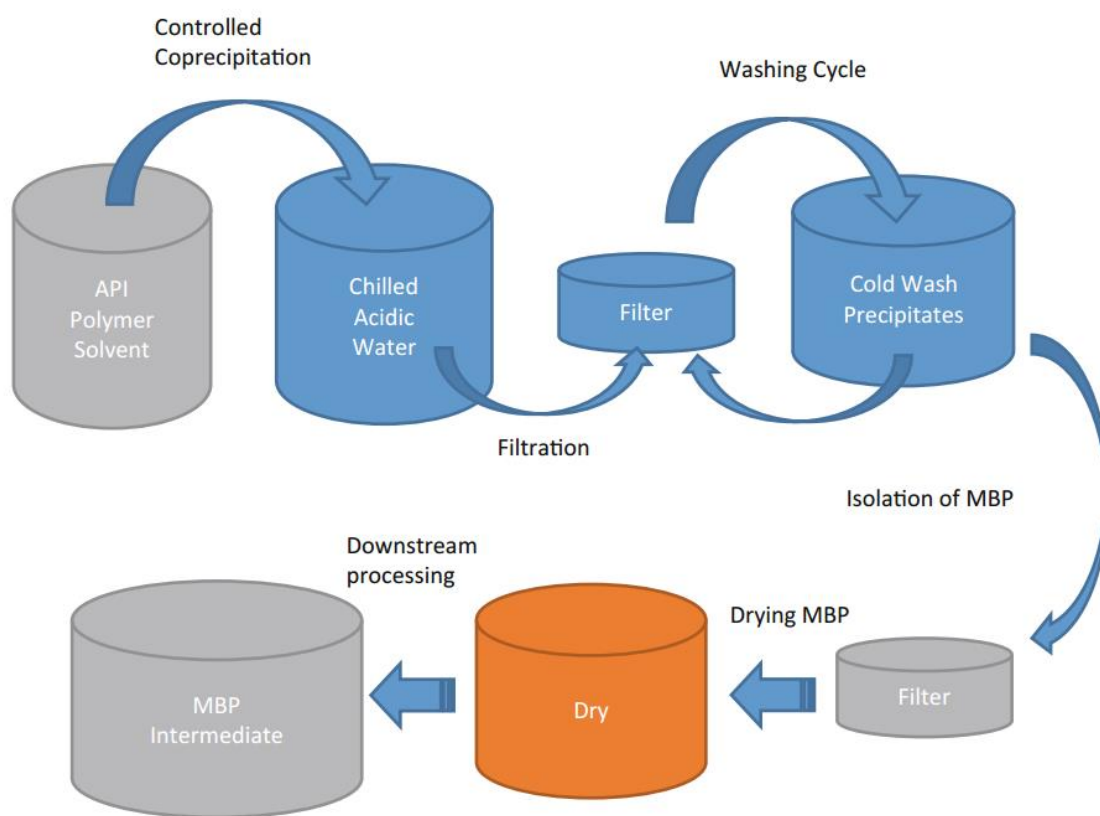 Controlled
Coprecipitation
Washing Cycle
API
Polymer
Solvent
Chilled
Acidic
Water
Filter
Cold Wash
Precipitates
Filtration
Isolation of MBP
Downstream
processing
Drying MBP
MBP
Intermediate
Dry
Filter